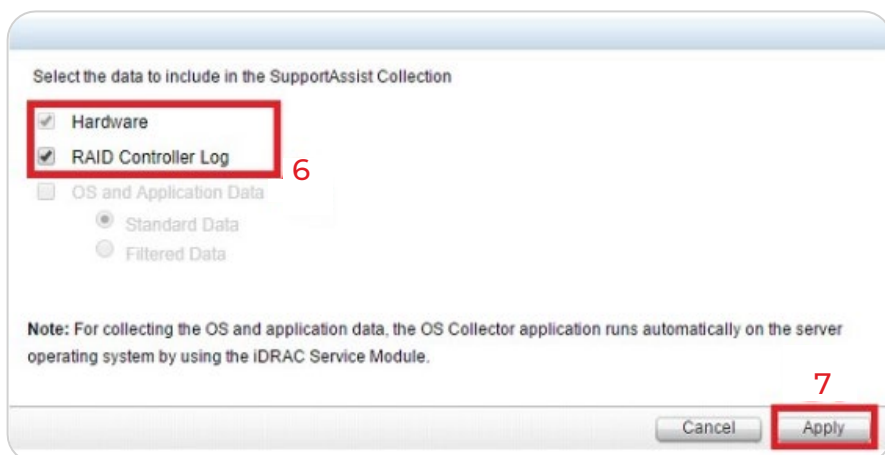 Select the data to include in the SupportAssist Collection
Hardware
RAID Controller Log
6
OS and Application Data
Standard Data
Filtered Data
Note: For collecting the OS and application data, the OS Collector application runs automatically on the server
operating system by using the iDRAC Service Module.
7
Cancel Apply